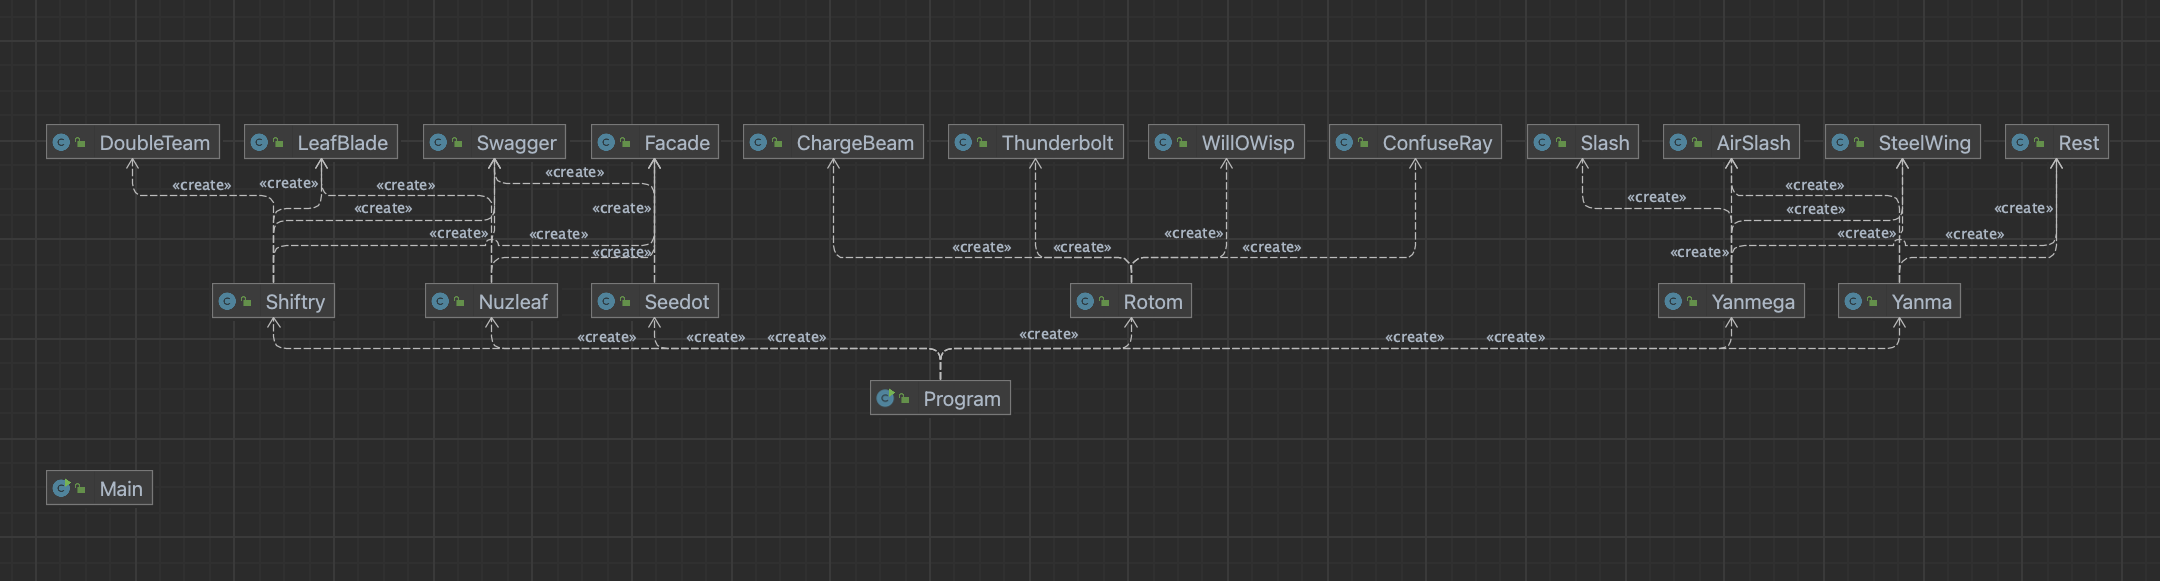 DoubleTeam LeafBlade Swagger Facade ChargeBeam Thunderbolt WillOWisp ConfuseRay Slash AirSlash SteelWing Rest
«create»
«create» «create» «create» «create»
«create» «create»
«create» «create» «create»
«create» «create» «create» «create» «create»
«create» «create» «create» «create»
«create» «create»
Shiftry Nuzleaf Seedot Rotom Yanmega Yanma
«create» «create» «create» «create» «create» «create»
Program
Main